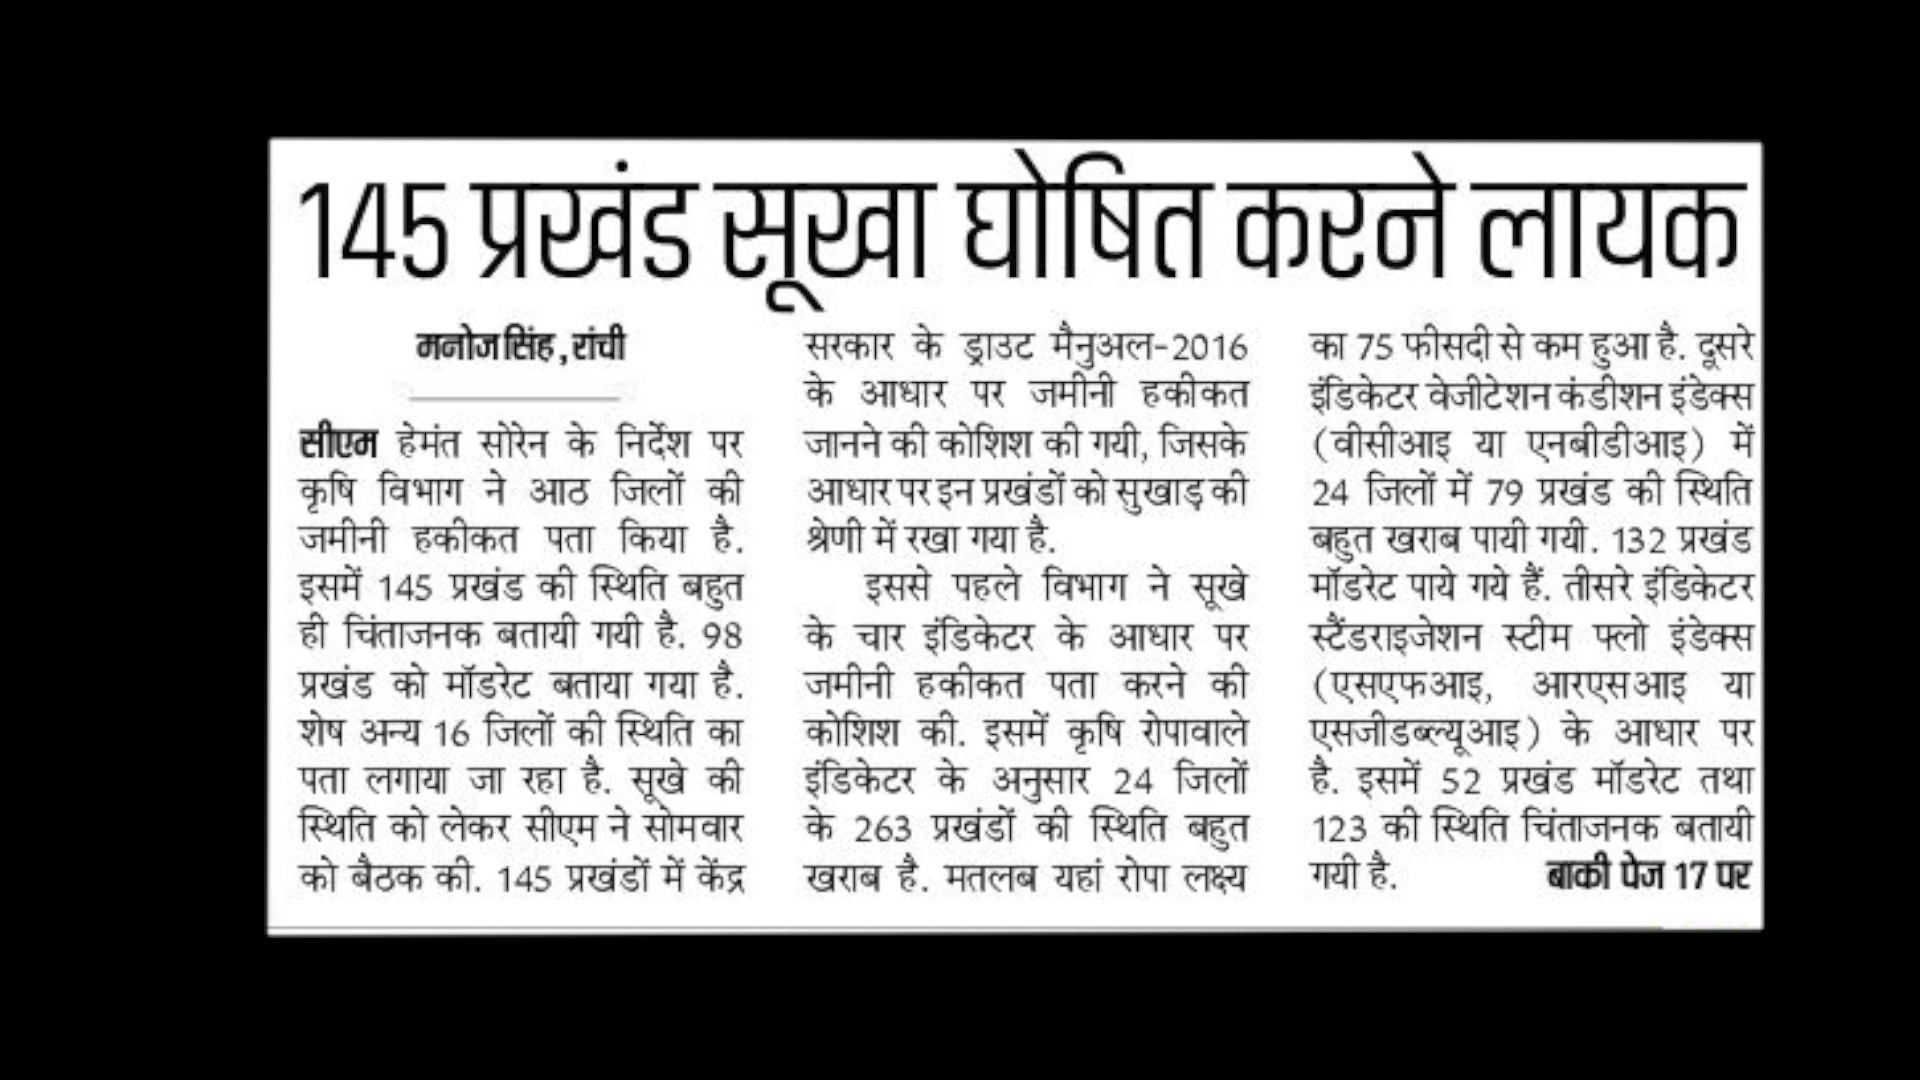 145 प्रखंड सूखा घोषित करने लायक
मनोज सिंह, रांची
सीएम हेमंत सोरेन के निर्देश पर
कृषि विभाग ने आठ जिलों की
जमीनी हकीकत पता किया है.
इसमें 145 प्रखंड की स्थिति बहुत
ही चिंताजनक बतायी गयी है. 98
प्रखंड को मॉडरेट बताया गया है.
शेष अन्य 16 जिलों की स्थिति का
पता लगाया जा रहा है. सूखे की
स्थिति को लेकर सीएम ने सोमवार
को बैठक की. 145 प्रखंडों में केंद्र
सरकार के ड्राउट मैनुअल-2016
के आधार पर जमीनी हकीकत
जानने की कोशिश की गयी, जिसके
आधार पर इन प्रखंडों को सुखाड़ की
श्रेणी में रखा गया है.
इससे पहले विभाग ने सूखे
के चार इंडिकेटर के आधार पर
जमीनी हकीकत पता करने की
कोशिश की. इसमें कृषि रोपावाले
इंडिकेटर के अनुसार 24 जिलों
के 263 प्रखंडों की स्थिति बहुत
खराब है. मतलब यहां रोपा लक्ष्य
का 75 फीसदी से कम हुआ है. दूसरे
इंडिकेटर वेजीटेशन कंडीशन इंडेक्स
(वीसीआइ या एनबीडीआइ) में
24 जिलों में 79 प्रखंड की स्थिति
बहुत खराब पायी गयी. 132 प्रखंड
मॉडरेट पाये गये हैं. तीसरे इंडिकेटर
स्टैंडराइजेशन स्टीम फ्लो इंडेक्स
(एसएफआइ, आरएसआइ या
एसजीडब्ल्यूआइ) के आधार पर
है. इसमें 52 प्रखंड मॉडरेट तथा
123 की स्थिति चिंताजनक बतायी
गयी है. बाकी पेज 17 पर